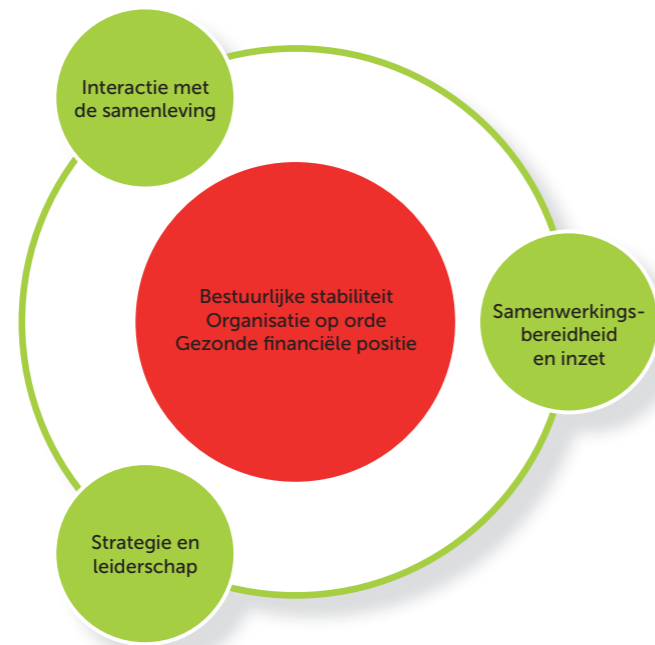 Interactie met
de samenleving
Bestuurlijke stabiliteit
Organisatie op orde
Gezonde financiële positie
Samenwerkings-
bereidheid
en inzet
Strategie en
leiderschap